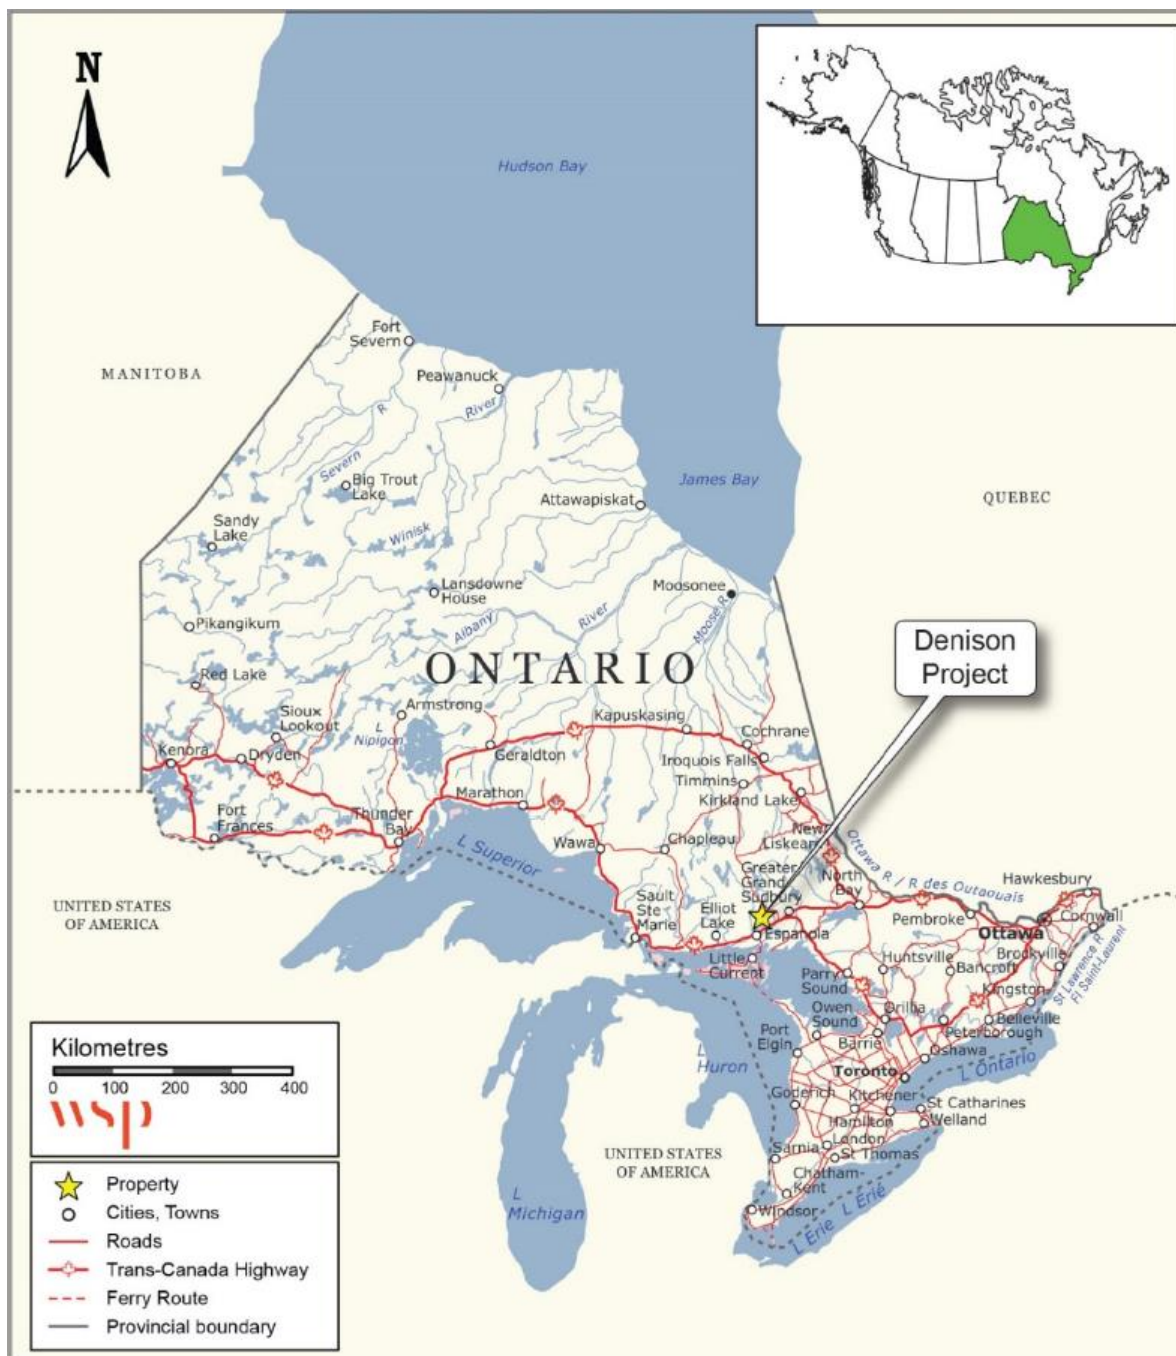 N
Hudson Bay
MANITOBA
Fort
Severn
Peawanuck
River
R
Severn
Big Trout
Lake
James Bay
QUEBEC
Attawapiskat
Sandy
Lake
Winisk
Lansdowne
House
Moosonee
Moose R
River
Albany
Pikangikum
ONTARIO
Denison
Project
Red Lake
Sioux
Lookout
Armstrong
L
Nipigon
Kapuskasing
Cochrane
Kenora
Dryden
Geraldton
Iroquois Falls
Timmins
Marathon
Kirkland Lake
Fort
Frances
Thunder
Bay
New
Liskeard
Wawa
Chapleau
L Superior
Ottawa R / R des Outaouais
Greater
Grand
Sudbury
North
Bay
Hawkesbury
UNITED STATES
OF AMERICA
Sault
Ste
Marie
Elliot
Lake
Pembroke
Cornwall
Ottawa
Espanola
Little
Current
Huntsville
Brockville
St Lawrence R
Fl Saint-Laurent
Parry
Sound
Bancroft
Kingston
Owen
Sound
Orillia
Belleville
Port
Elgin
Barrie
Peterborough
Kilometres
0 100 200 300 400
wsp
L
Huron
Oshawa
L Ontario
Toronto
Goderich
Kitchener
St Catharines
Hamilton
Welland
UNITED STATES
OF AMERICA
London
Sarnia
St Thomas
Chatham-
Kent
L
Michigan
Windsor
L Erie
L Erié
Property
Cities, Towns
Roads
Trans-Canada Highway
Ferry Route
Provincial boundary